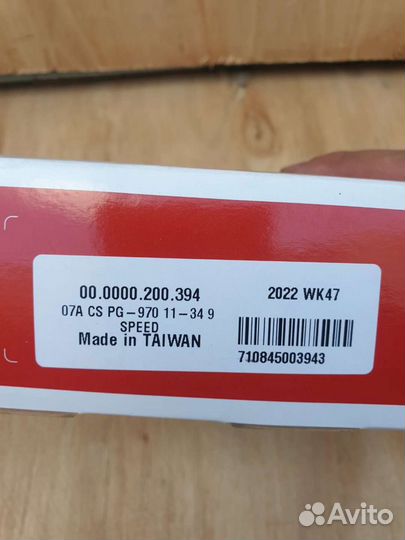 00.0000.200.394
2022 WK47
07A CS PG-970 11-34 9
SPEED
Made in TAIWAN
710845003943
Avito